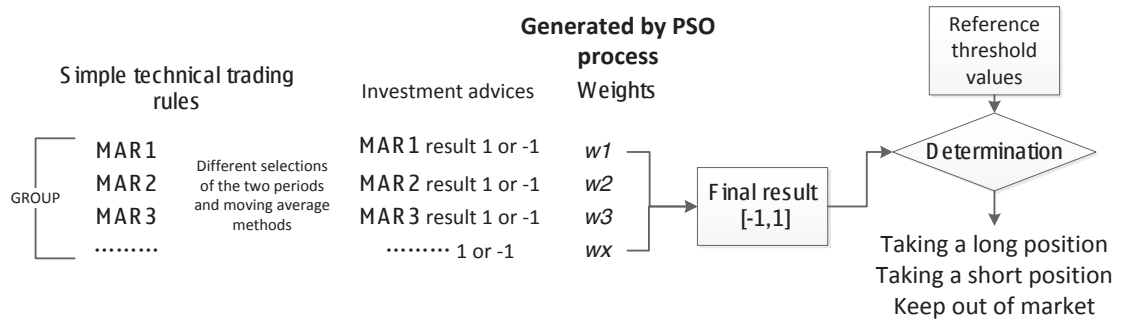 Generated by PSO
process
Simple technical trading
rules
Investment advices
Weights
Reference
threshold
values
GROUP
MAR1
MAR2
MAR3
.........
Different selections
of the two periods
and moving average
methods
MAR1 result 1 or -1
MAR2 result 1 or -1
MAR3 result 1 or -1
......... 1 or -1
w1
w2
w3
wx
Final result
[-1,1]
Determination
Taking a long position
Taking a short position
Keep out of market